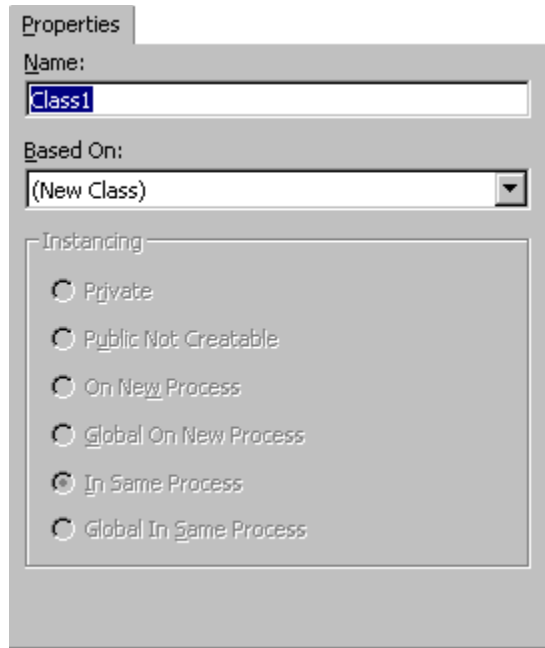 Properties
Name:
Class1
Based On:
(New Class)
Instancing
Private
Public Not Creatable
On New Process
Global On New Process
In Same Process
Global In Same Process